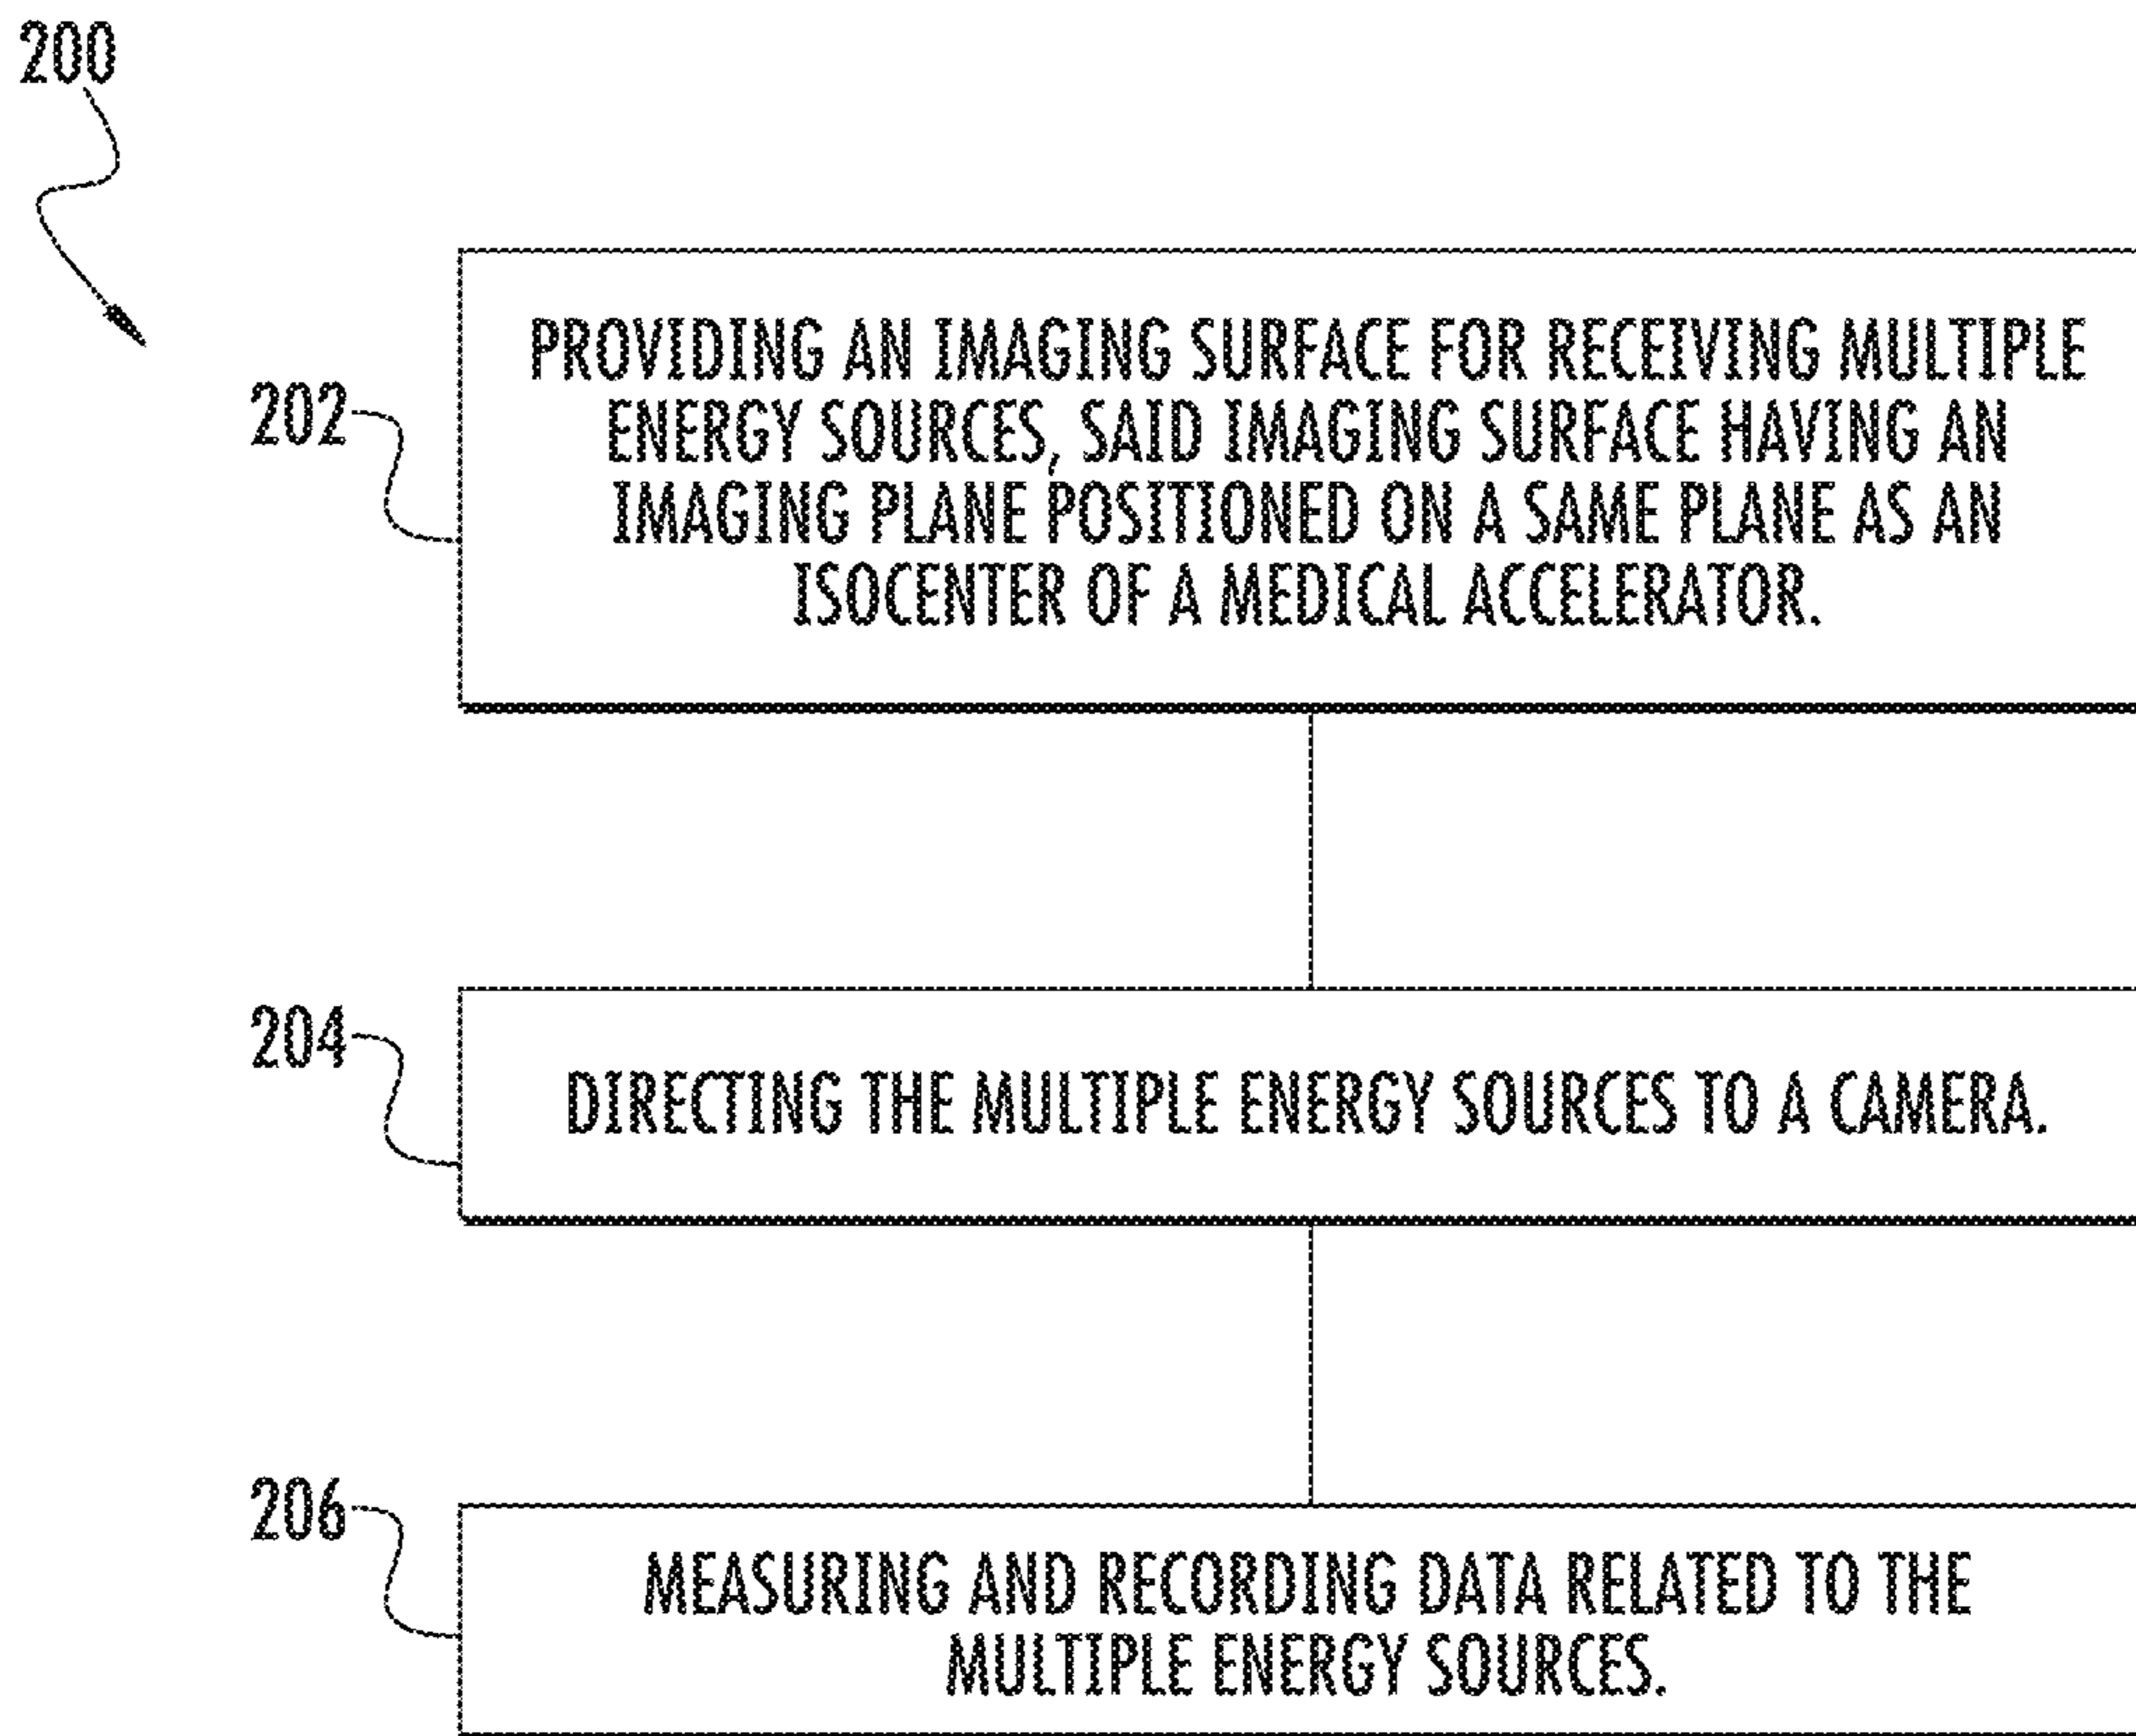 200
202
PROVIDING AN IMAGING SURFACE FOR RECEIVING MULTIPLE
ENERGY SOURCES, SAID IMAGING SURFACE HAVING AN
IMAGING PLANE POSITIONED ON A SAME PLANE AS AN
ISOCENTER OF A MEDICAL ACCELERATOR.
204
DIRECTING THE MULTIPLE ENERGY SOURCES TO A CAMERA.
206
MEASURING AND RECORDING DATA RELATED TO THE
MULTIPLE ENERGY SOURCES.